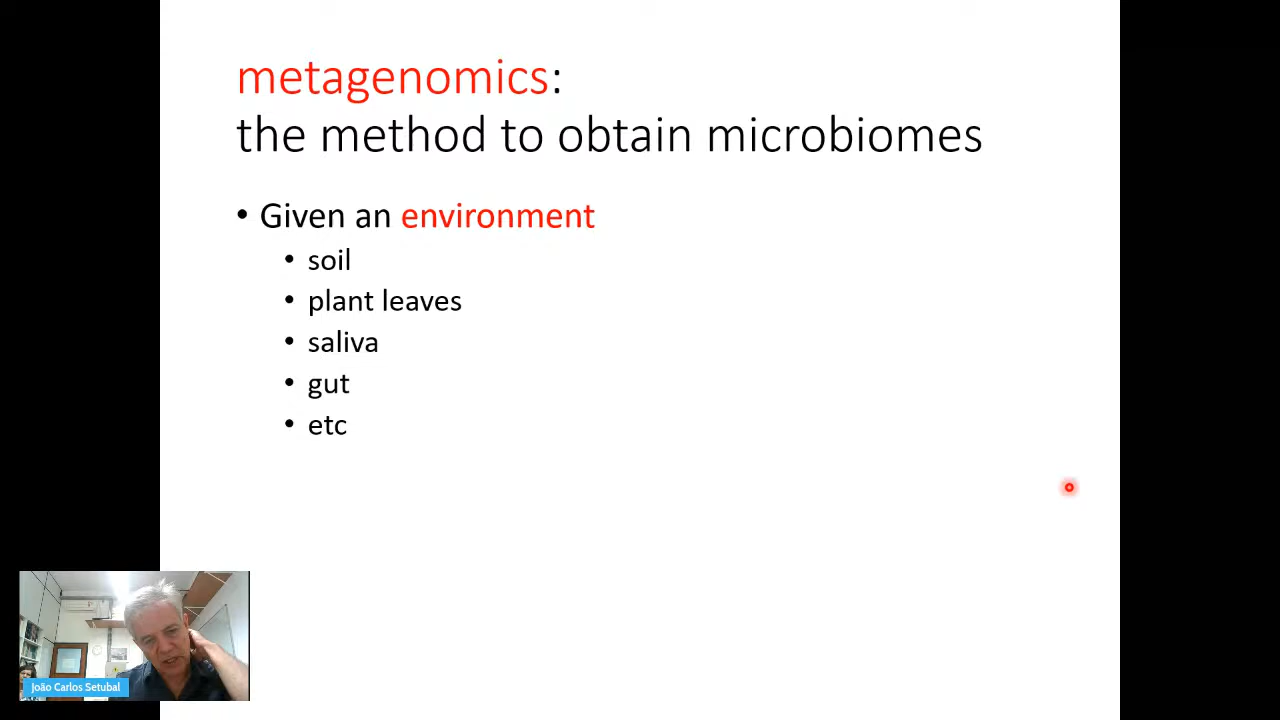 metagenomics:
the method to obtain microbiomes
• Given an environment
• soil
• plant leaves
• saliva
• gut
• etc
João Carlos Setubal